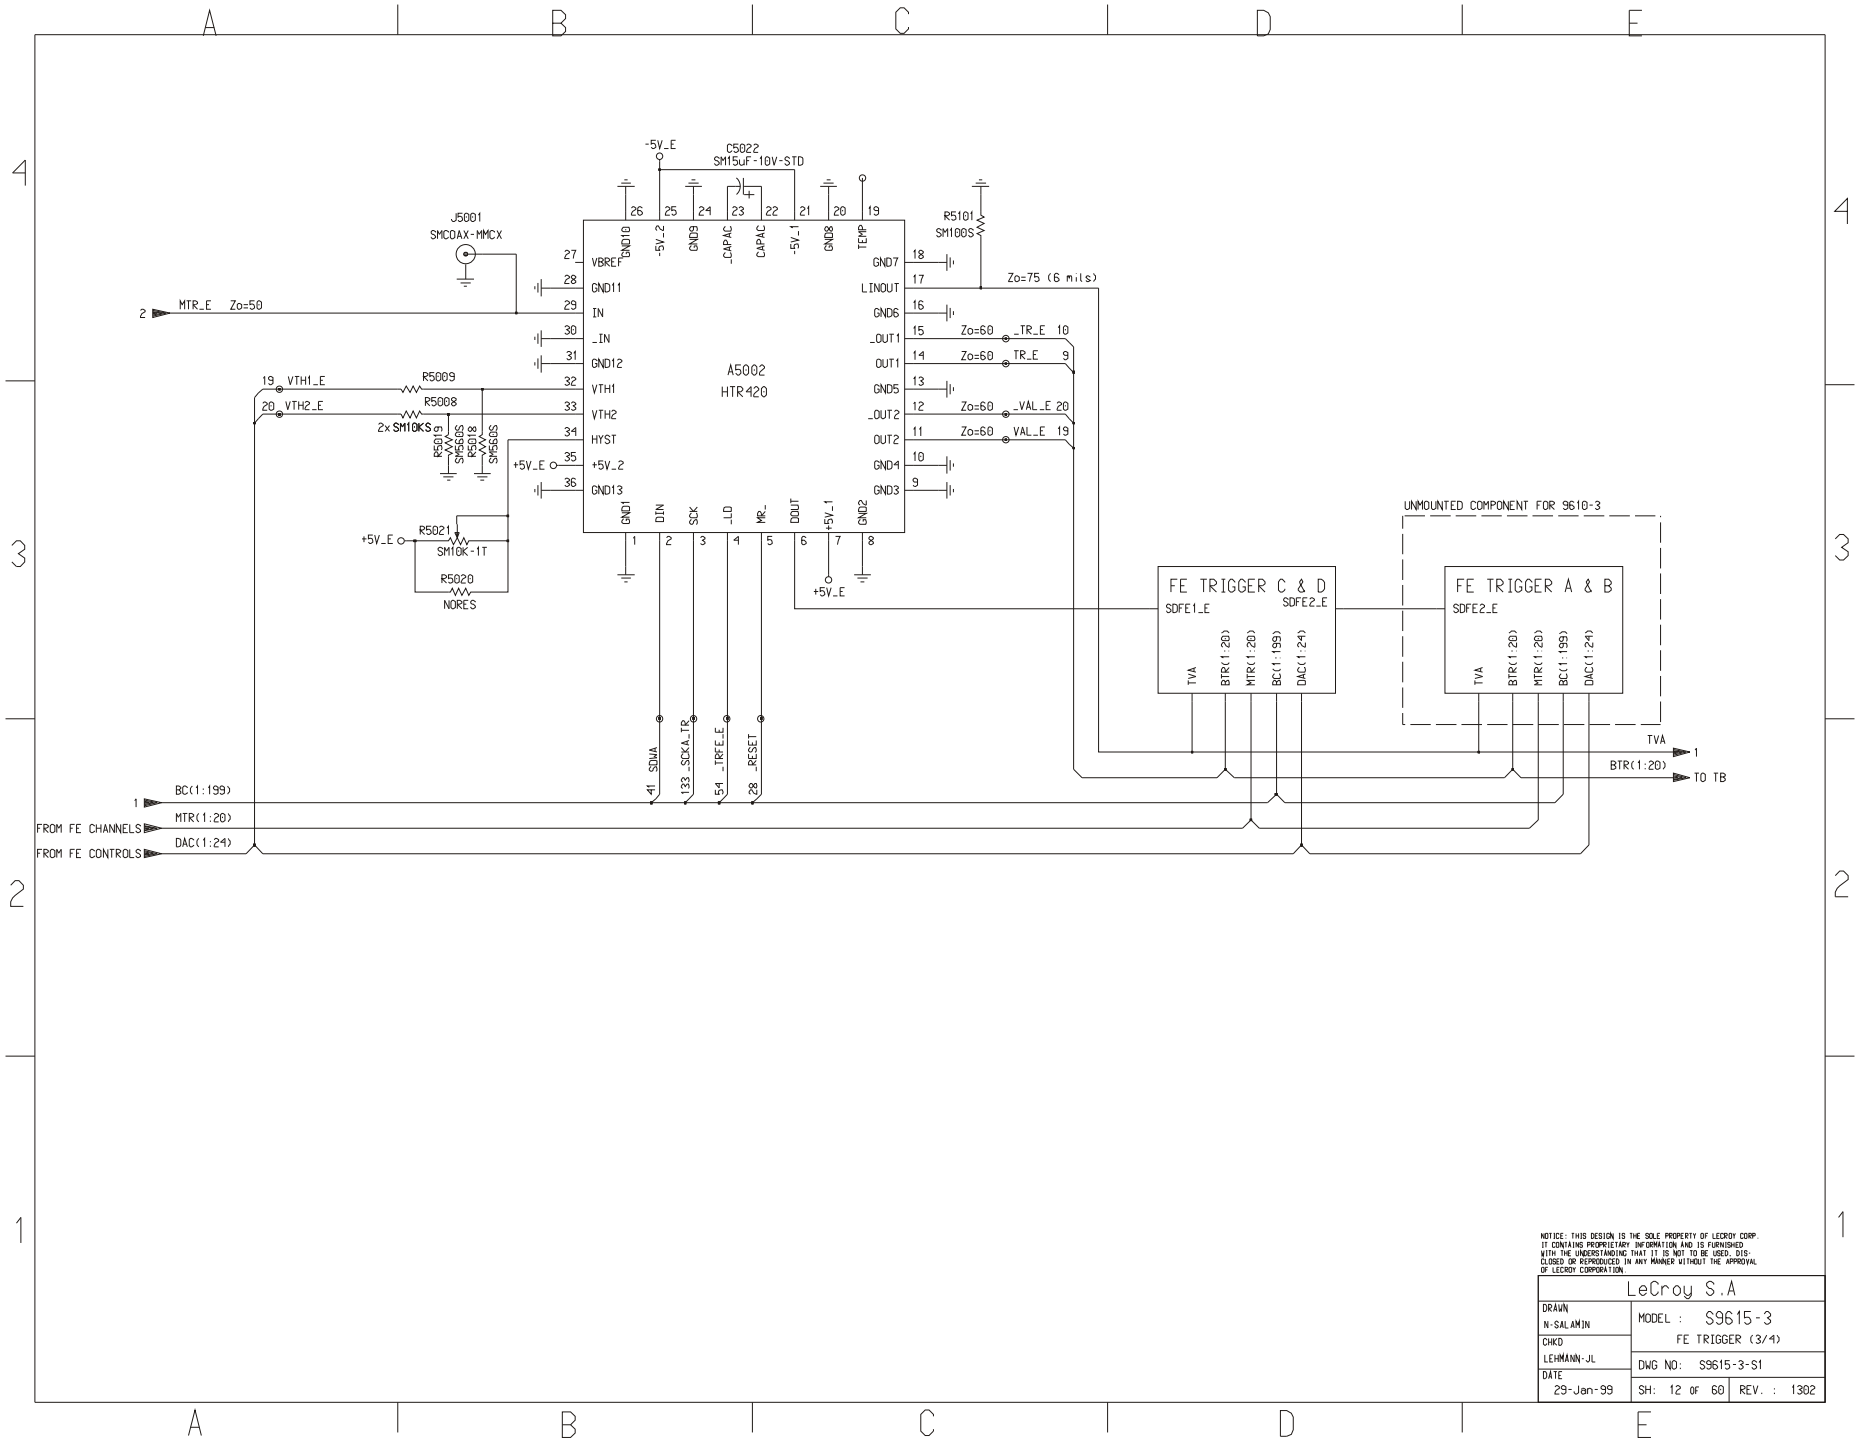 A B C D E
4
4
-5V_E
C5022
SM15uF-10V-STD
J5001
SMCOAX-MMCX
26 25 24 23 22 21 20 19
GND10 -5V_2 GND9 _CAPAC CAPAC -5V_1 GND8 TEMP
R5101
SM100S
27 VBREF
28 GND11
29 IN
30 _IN
31 GND12
32 VTH1
33 VTH2
34 HYST
+5V_E 35 +5V_2
36 GND13
A5002
HTR420
GND7 18
LINOUT 17 Zo=75 (6 mils)
GND6 16
_OUT1 15 Zo=60 _TR_E 10
OUT1 14 Zo=60 TR_E 9
GND5 13
_OUT2 12 Zo=60 _VAL_E 20
OUT2 11 Zo=60 VAL_E 19
GND4 10
GND3 9
2 MTR_E Zo=50
19 VTH1_E R5009
20 VTH2_E R5008
2x SM10KS
R5019
SM560S
R5018
SM560S
GND1 DIN SCK _LD MR_ DOUT +5V_1 GND2
1 2 3 4 5 6 7 8
+5V_E
R5021
+5V_E
SM10K-1T
R5020
NORES
3
3
UNMOUNTED COMPONENT FOR 9610-3
FE TRIGGER C & D
SDFE1_E SDFE2_E
TVA BTR(1:20) MTR(1:20) BC(1:199) DAC(1:24)
FE TRIGGER A & B
SDFE2_E
TVA BTR(1:20) MTR(1:20) BC(1:199) DAC(1:24)
41 SDWA
133 _SCKA_TR
54 _TRFE_E
28 _RESET
TVA 1
BTR(1:20) TO TB
1 BC(1:199)
FROM FE CHANNELS MTR(1:20)
FROM FE CONTROLS DAC(1:24)
2
2
1
1
NOTICE: THIS DESIGN IS THE SOLE PROPERTY OF LECROY CORP.
IT CONTAINS PROPRIETARY INFORMATION AND IS FURNISHED
WITH THE UNDERSTANDING THAT IT IS NOT TO BE USED, DIS-
CLOSED OR REPRODUCED IN ANY MANNER WITHOUT THE APPROVAL
OF LECROY CORPORATION.
LeCroy S.A
DRAWN
N-SALAMIN
CHKD
LEHMANN-JL
DATE
29-Jan-99
MODEL : S9615-3
FE TRIGGER (3/4)
DWG NO: S9615-3-S1
SH: 12 OF 60 REV. : 1302
A B C D E